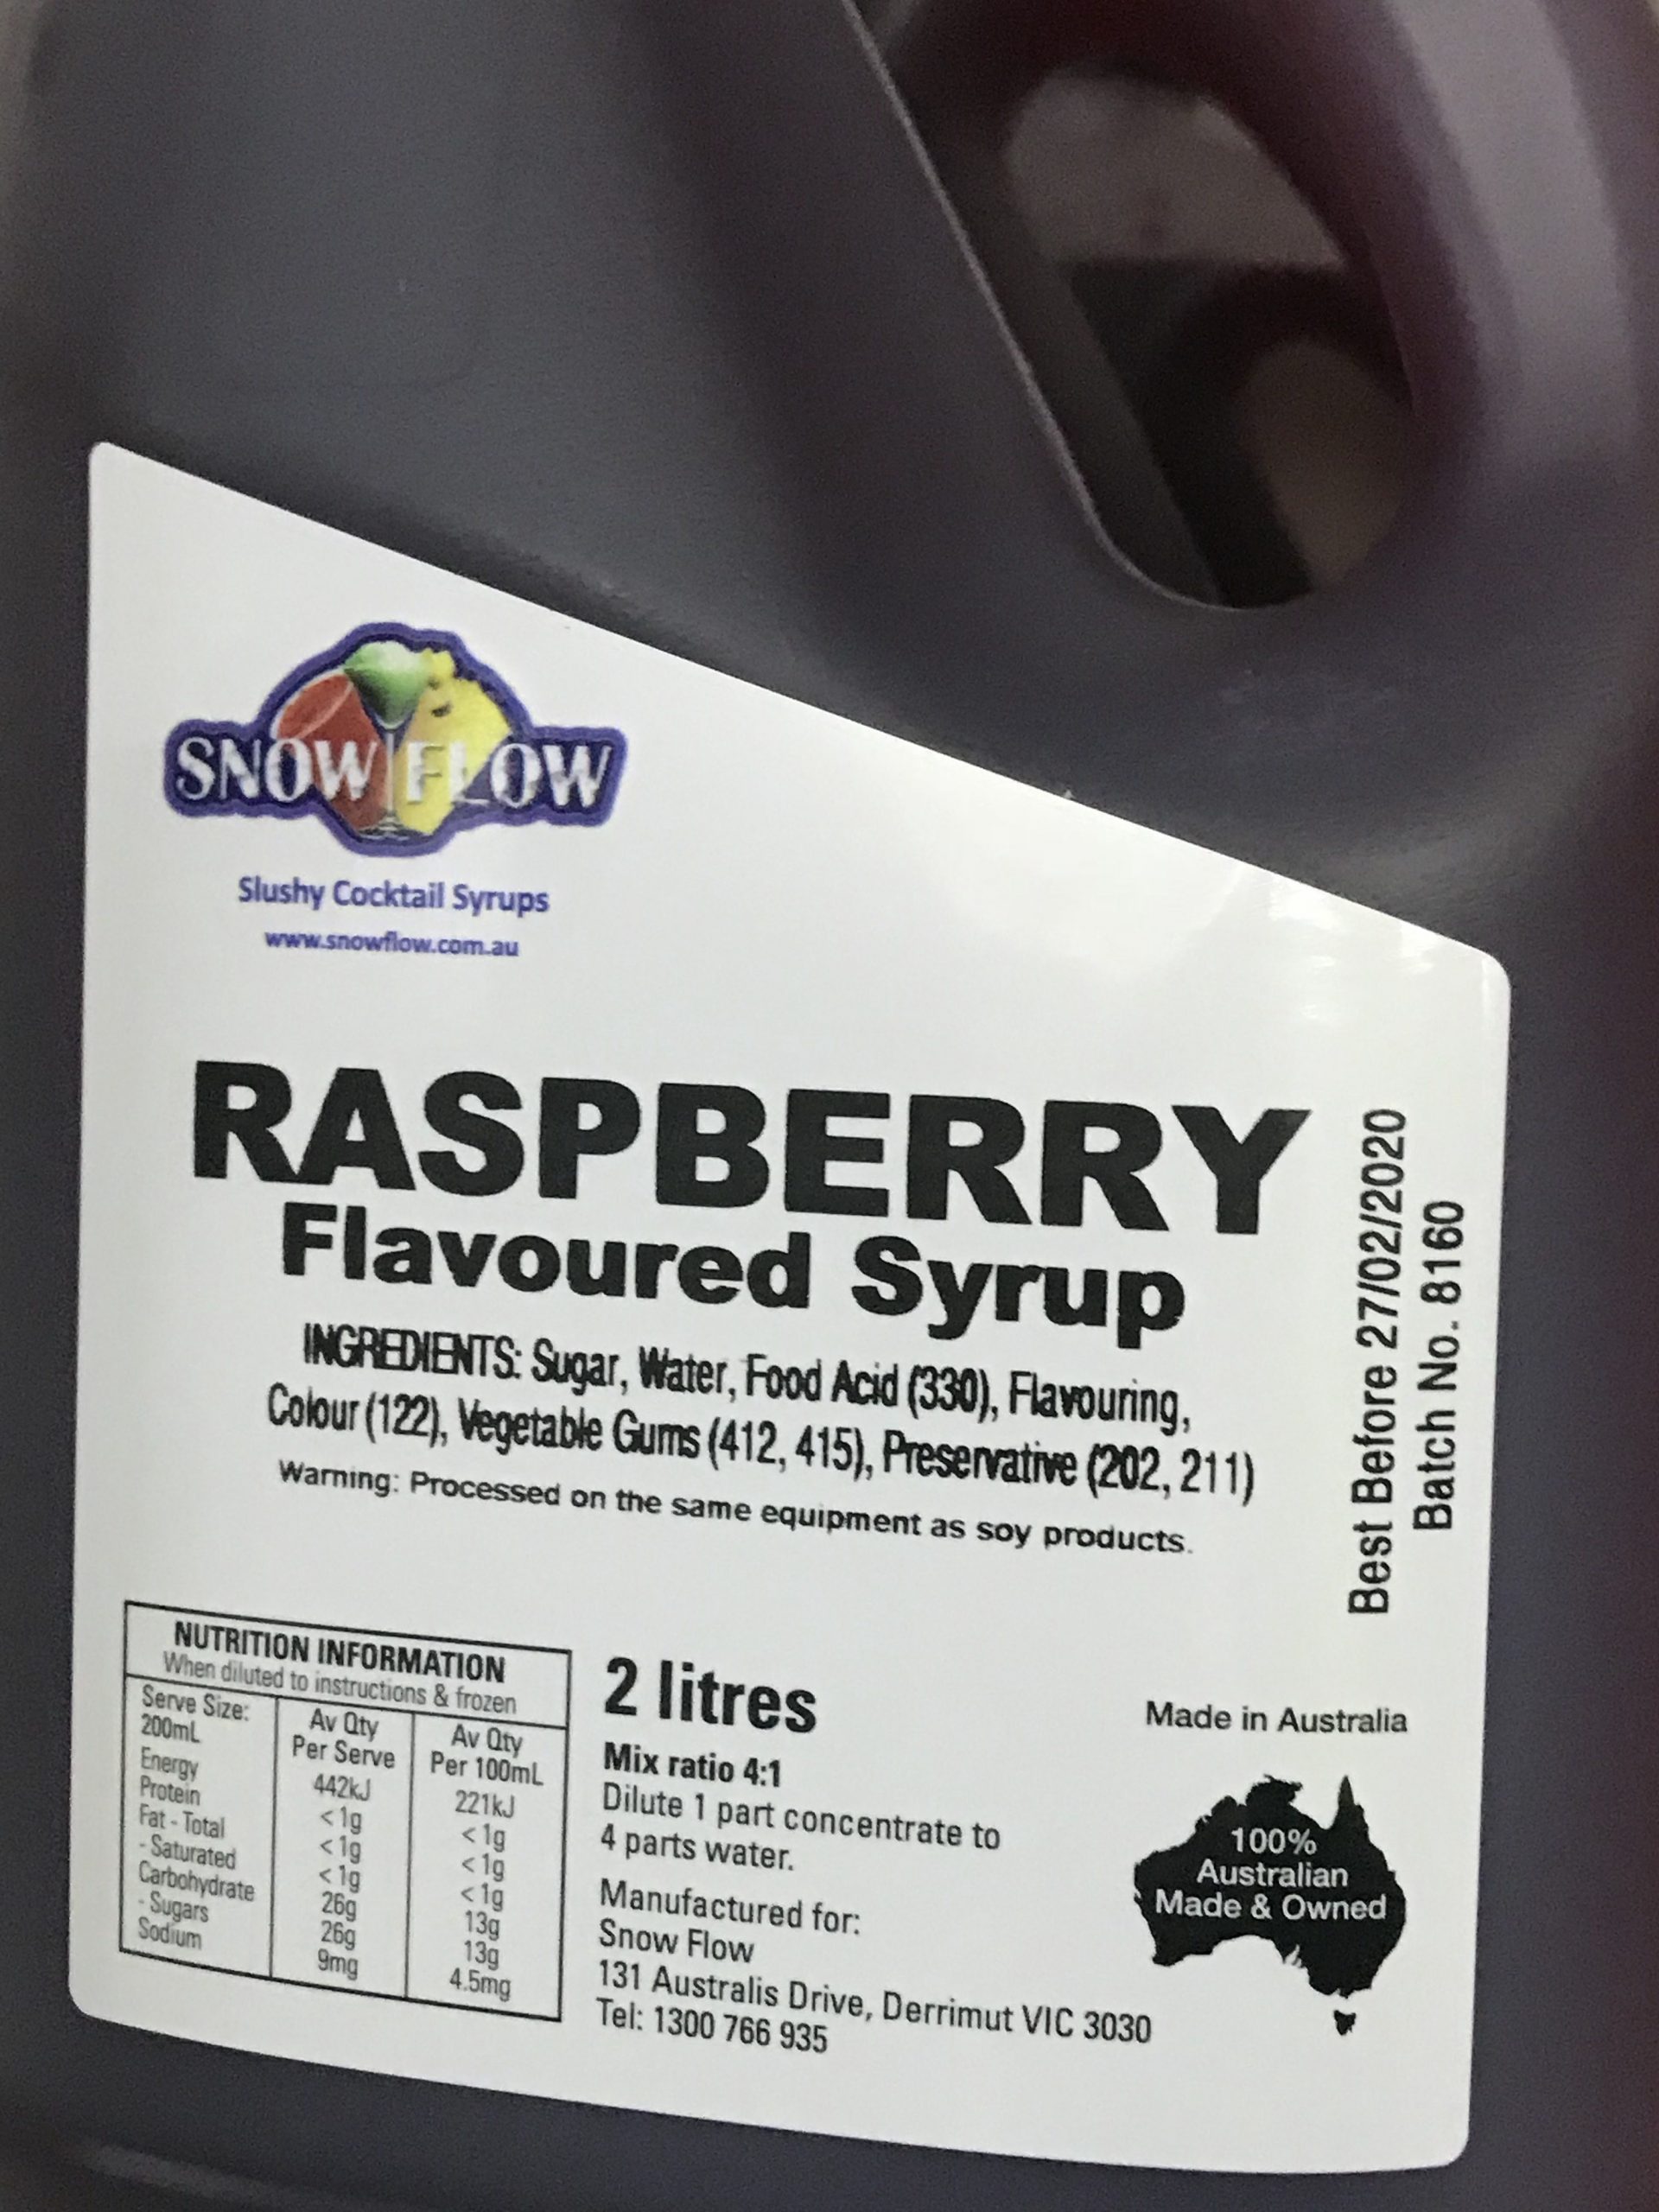 SNOW FLOW
Slushy Cocktail Syrups
www.snowflow.com.au
RASPBERRY
Flavoured Syrup
INGREDIENTS: Sugar, Water, Food Acid (330), Flavouring,
Colour (122), Vegetable Gums (412, 415), Preservative (202, 211)
Warning: Processed on the same equipment as soy products.
Best Before 27/02/2020
Batch No. 8160
NUTRITION INFORMATION
When diluted to instructions & frozen
Serve Size:
200mL
Energy
Protein
Fat - Total
- Saturated
Carbohydrate
- Sugars
Sodium
Av Qty
Per Serve
442kJ
<1g
<1g
<1g
26g
26g
9mg
Av Qty
Per 100mL
221kJ
<1g
<1g
<1g
13g
13g
4.5mg
2 litres
Mix ratio 4:1
Dilute 1 part concentrate to
4 parts water.
Manufactured for:
Snow Flow
131 Australis Drive, Derrimut VIC 3030
Tel: 1300 766 935
Made in Australia
100%
Australian
Made & Owned